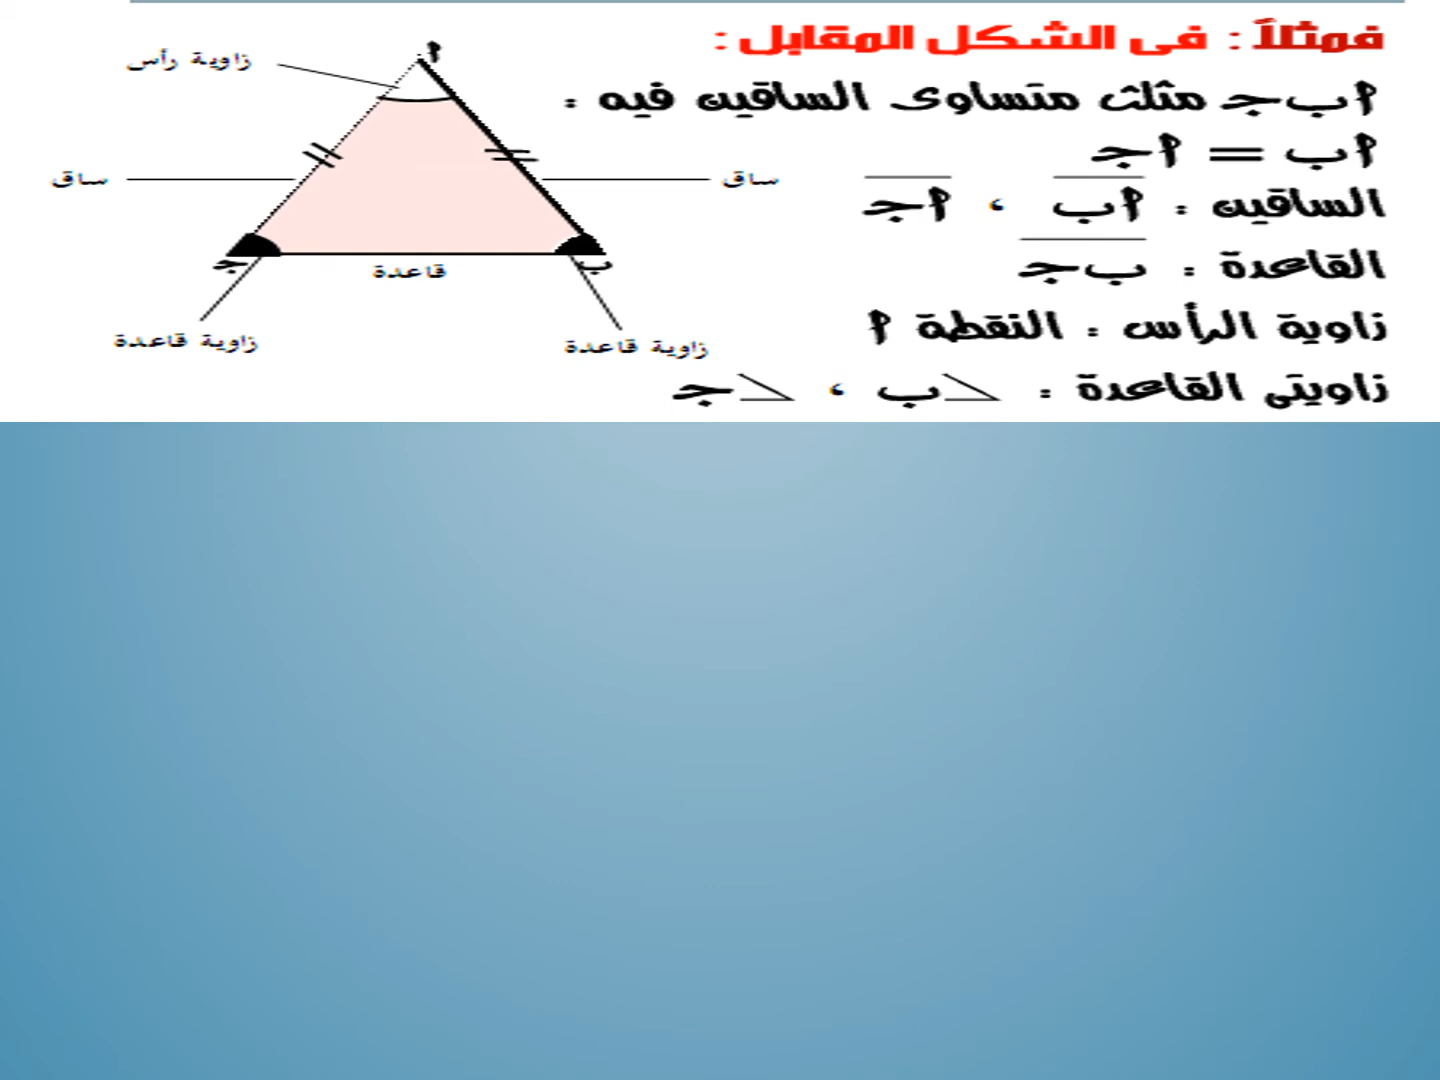 فمثلاً : فى الشكل المقابل :
أ ب جـ مثلث متساوى الساقين فيه :
أ ب = أ جـ
الساقين : أ ب ، أ جـ
القاعدة : ب جـ
زاوية الرأس : النقطة أ
زاويتى القاعدة : ∠ب ، ∠جـ
أ
زاوية رأس
ساق
ساق
جـ
ب
قاعدة
زاوية قاعدة
زاوية قاعدة